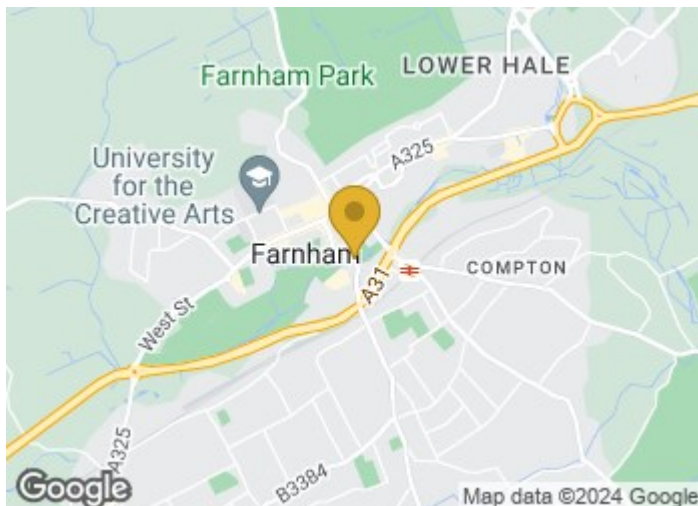 Farnham Park
LOWER HALE
A325
University
for the
Creative Arts
Farnham
COMPTON
A31
West St
A325
B3384
Google
Map data ©2024 Google